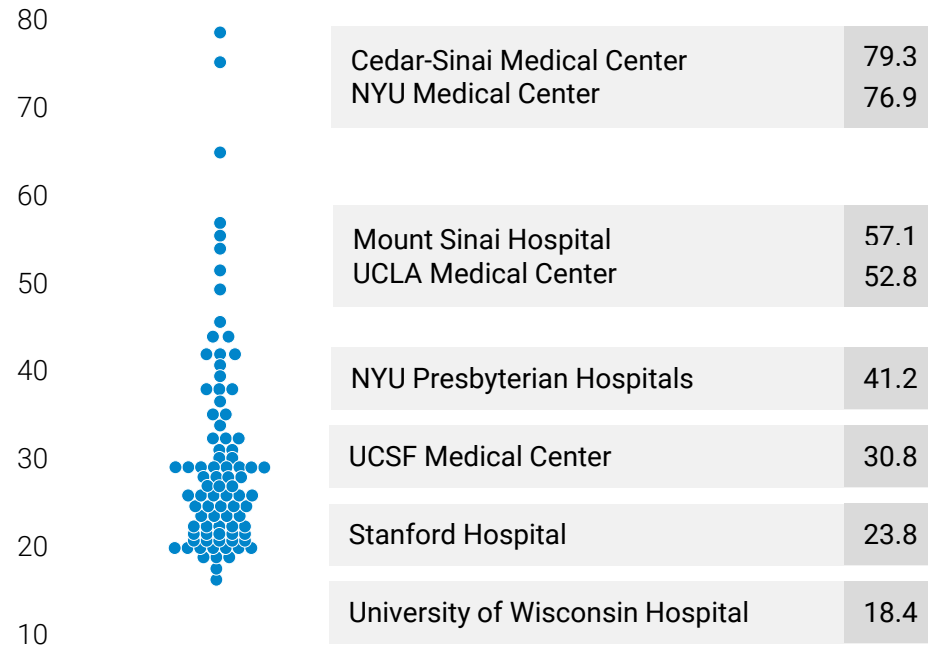 80
70
60
50
40
30
20
10
Cedar-Sinai Medical Center 79.3
NYU Medical Center 76.9
Mount Sinai Hospital 57.1
UCLA Medical Center 52.8
NYU Presbyterian Hospitals 41.2
UCSF Medical Center 30.8
Stanford Hospital 23.8
University of Wisconsin Hospital 18.4